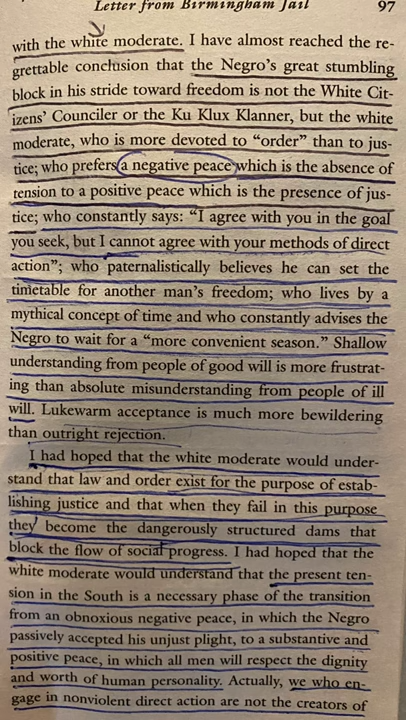 Letter from Birmingham Jail 97
with the white moderate. I have almost reached the re-
grettable conclusion that the Negro's great stumbling
block in his stride toward freedom is not the White Cit-
izens' Counciler or the Ku Klux Klanner, but the white
moderate, who is more devoted to “order” than to jus-
tice; who prefers a negative peace which is the absence of
tension to a positive peace which is the presence of jus-
tice; who constantly says: “I agree with you in the goal
you seek, but I cannot agree with your methods of direct
action”; who paternalistically believes he can set the
timetable for another man's freedom; who lives by a
mythical concept of time and who constantly advises the
Negro to wait for a “more convenient season.” Shallow
understanding from people of good will is more frustrat-
ing than absolute misunderstanding from people of ill
will. Lukewarm acceptance is much more bewildering
than outright rejection.
I had hoped that the white moderate would under-
stand that law and order exist for the purpose of estab-
lishing justice and that when they fail in this purpose
they become the dangerously structured dams that
block the flow of social progress. I had hoped that the
white moderate would understand that the present ten-
sion in the South is a necessary phase of the transition
from an obnoxious negative peace, in which the Negro
passively accepted his unjust plight, to a substantive and
positive peace, in which all men will respect the dignity
and worth of human personality. Actually, we who en-
gage in nonviolent direct action are not the creators of